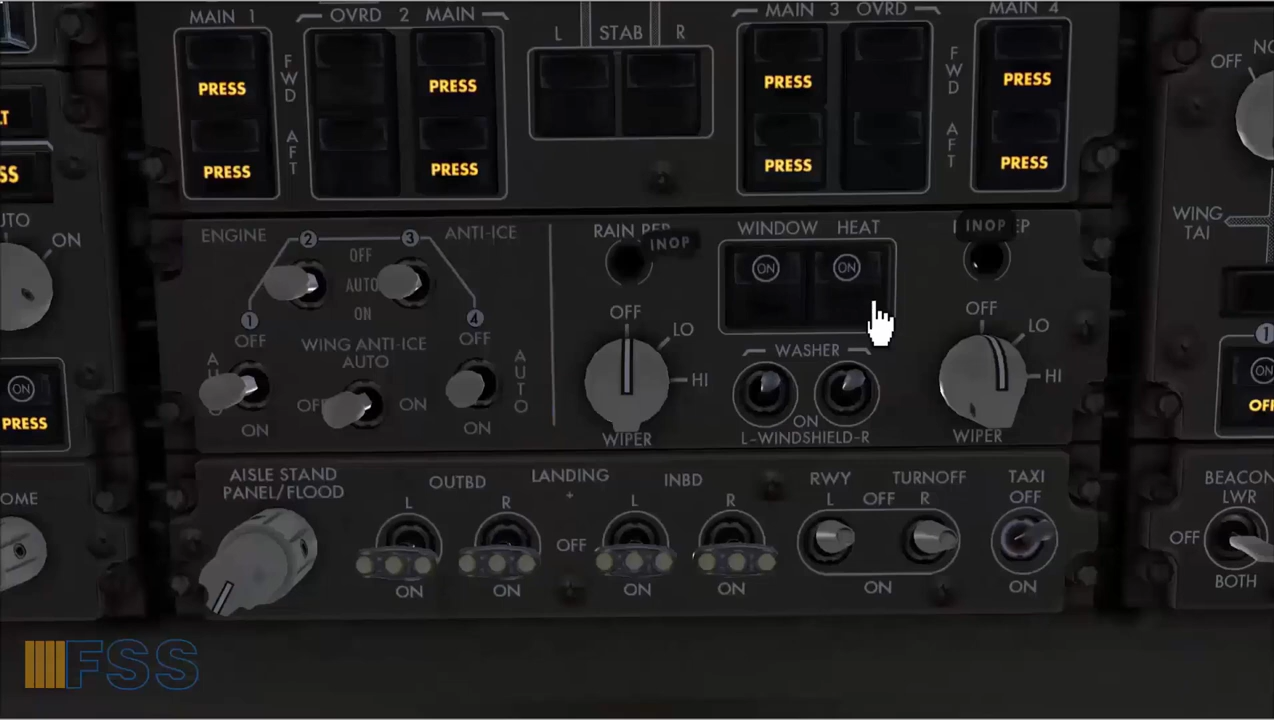 MAIN 1
OVRD 2 MAIN
L STAB R
MAIN 3 OVRD
MAIN 4
PRESS
FWD
PRESS
PRESS
FWD
PRESS
PRESS
AFT
PRESS
PRESS
AFT
PRESS
OFF
ON
WING
TAI
ENGINE
ANTI-ICE
2
3
OFF
AUTO
ON
1
4
OFF
OFF
WING ANTI-ICE
AUTO
ON
AUTO
ON
ON
RAIN
INOP
OFF
LO
HI
WIPER
WINDOW HEAT
ON
ON
WASHER
ON
L-WINDSHIELD-R
INOP
OFF
LO
HI
WIPER
ON
PRESS
1
ON
AISLE STAND
PANEL/FLOOD
OUTBD
LANDING
INBD
L
R
OFF
L
R
ON
ON
ON
ON
RWY TURNOFF
L OFF R
ON
TAXI
OFF
ON
BEACON
LWR
OFF
BOTH
FSS